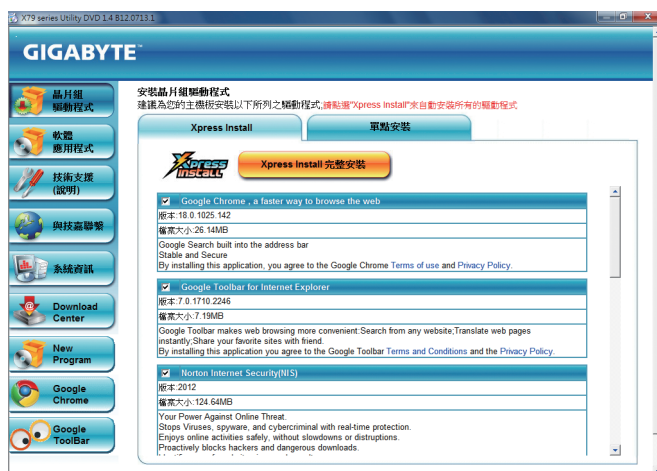 X79 series Utility DVD 1.4 B12.0713.1
GIGABYTE™
晶片組
驅動程式
軟體
應用程式
技術支援
(說明)
與技嘉聯繫
系統資訊
Download
Center
New
Program
Google
Chrome
Google
ToolBar
安裝晶片組驅動程式
建議為您的主機板安裝以下所列之驅動程式,請點選"Xpress Install"來自動安裝所有的驅動程式
Xpress Install
單點安裝
Xpress
Install
Xpress Install 完整安裝
Google Chrome , a faster way to browse the web
版本:18.0.1025.142
檔案大小:26.14MB
Google Search built into the address bar
Stable and Secure
By installing this application, you agree to the Google Chrome Terms of use and Privacy Policy.
Google Toolbar for Internet Explorer
版本:7.0.1710.2246
檔案大小:7.19MB
Google Toolbar makes web browsing more convenient:Search from any website;Translate web pages
instantly;Share your favorite sites with friend.
By installing this application you agree to the Google Toolbar Terms and Conditions and the Privacy Policy.
Norton Internet Security(NIS)
版本:2012
檔案大小:124.64MB
Your Power Against Online Threat.
Stops Viruses, spyware, and cybercriminal with real-time protection.
Enjoys online activities safely, without slowdowns or distruptions.
Proactively blocks hackers and dangerous downloads.